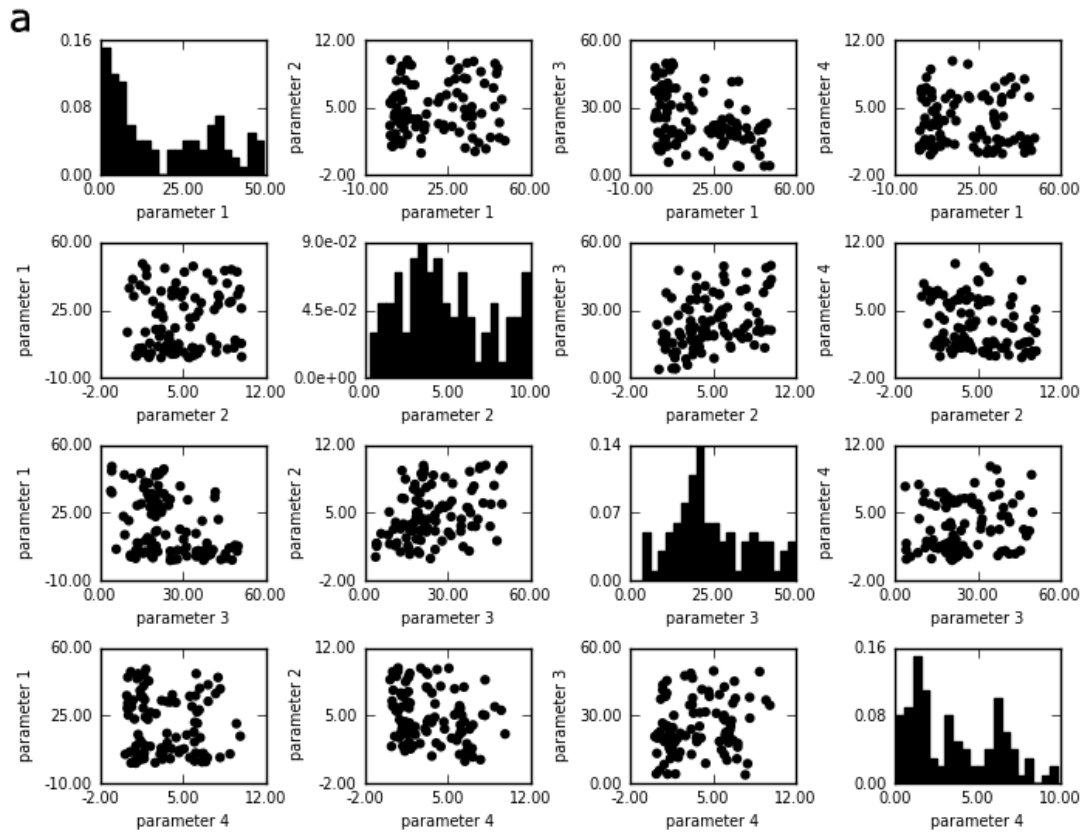 a
0.16 12.00 60.00 12.00
parameter 2 parameter 3 parameter 4
0.08 5.00 30.00 5.00
0.00 -2.00 0.00 -2.00
0.00 25.00 50.00 -10.00 25.00 60.00 -10.00 25.00 60.00 -10.00 25.00 60.00
parameter 1 parameter 1 parameter 1 parameter 1
60.00 9.0e-02 60.00 12.00
parameter 1 parameter 3 parameter 4
25.00 4.5e-02 30.00 5.00
-10.00 0.0e+00 0.00 -2.00
-2.00 5.00 12.00 0.00 5.00 10.00 -2.00 5.00 12.00 -2.00 5.00 12.00
parameter 2 parameter 2 parameter 2 parameter 2
60.00 12.00 0.14 12.00
parameter 1 parameter 2 parameter 4
25.00 5.00 0.07 5.00
-10.00 -2.00 0.00 -2.00
0.00 30.00 60.00 0.00 30.00 60.00 0.00 25.00 50.00 0.00 30.00 60.00
parameter 3 parameter 3 parameter 3 parameter 3
60.00 12.00 60.00 0.16
parameter 1 parameter 2 parameter 3
25.00 5.00 30.00 0.08
-10.00 -2.00 0.00 0.00
-2.00 5.00 12.00 -2.00 5.00 12.00 -2.00 5.00 12.00 0.00 5.00 10.00
parameter 4 parameter 4 parameter 4 parameter 4